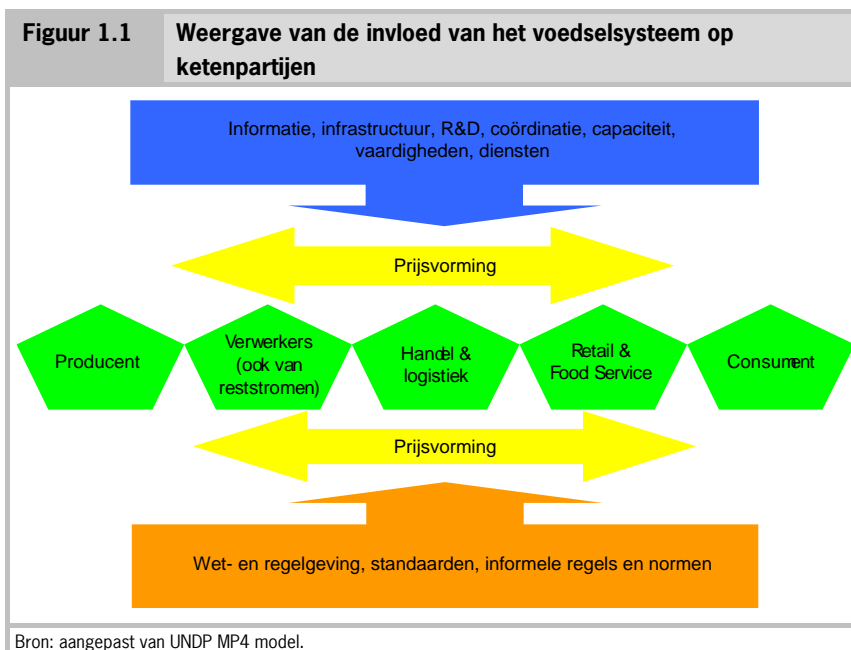 Figuur 1.1
Weergave van de invloed van het voedselsysteem op
ketenpartijen
Informatie, infrastructuur, R&D, coördinatie, capaciteit,
vaardigheden, diensten
Prijsvorming
Producent
Verwerkers
(ook van
reststromen)
Handel &
logistiek
Retail &
Food Service
Consument
Prijsvorming
Wet- en regelgeving, standaarden, informele regels en normen
Bron: aangepast van UNDP MP4 model.